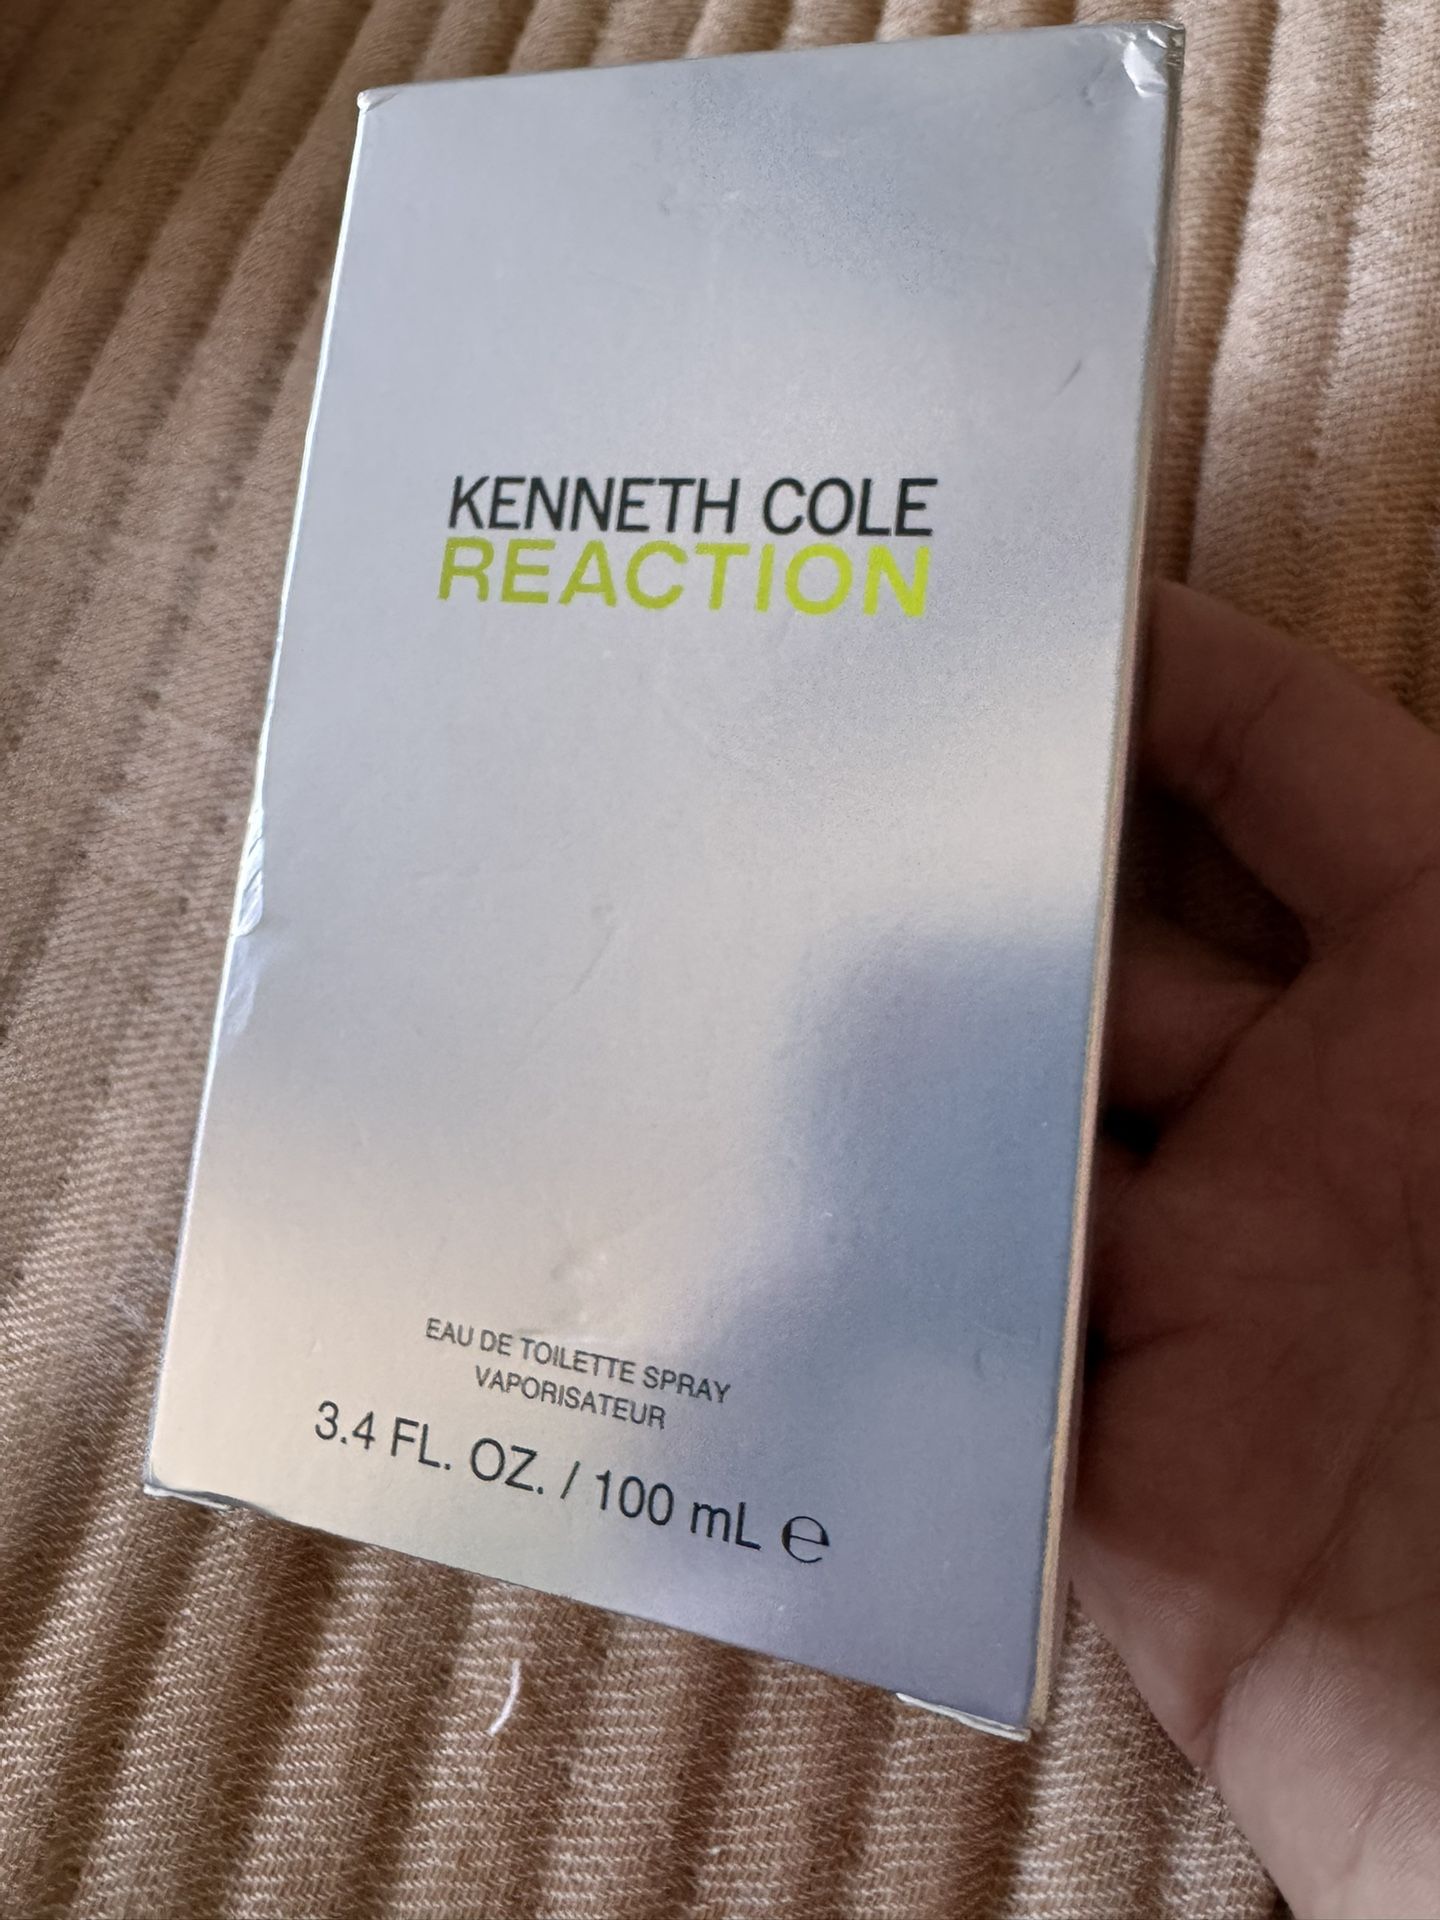 KENNETH COLE
REACTION
EAU DE TOILETTE SPRAY
VAPORISATEUR
3.4 FL. OZ. / 100 mL ℮